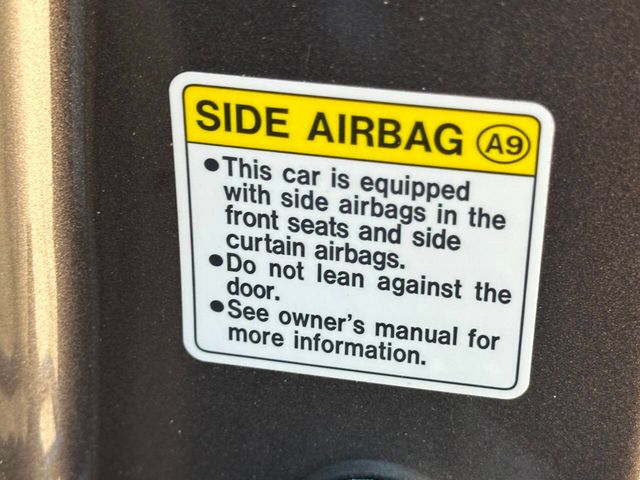 SIDE AIRBAG A9
●This car is equipped
with side airbags in the
front seats and side
curtain airbags.
●Do not lean against the
door.
●See owner's manual for
more information.